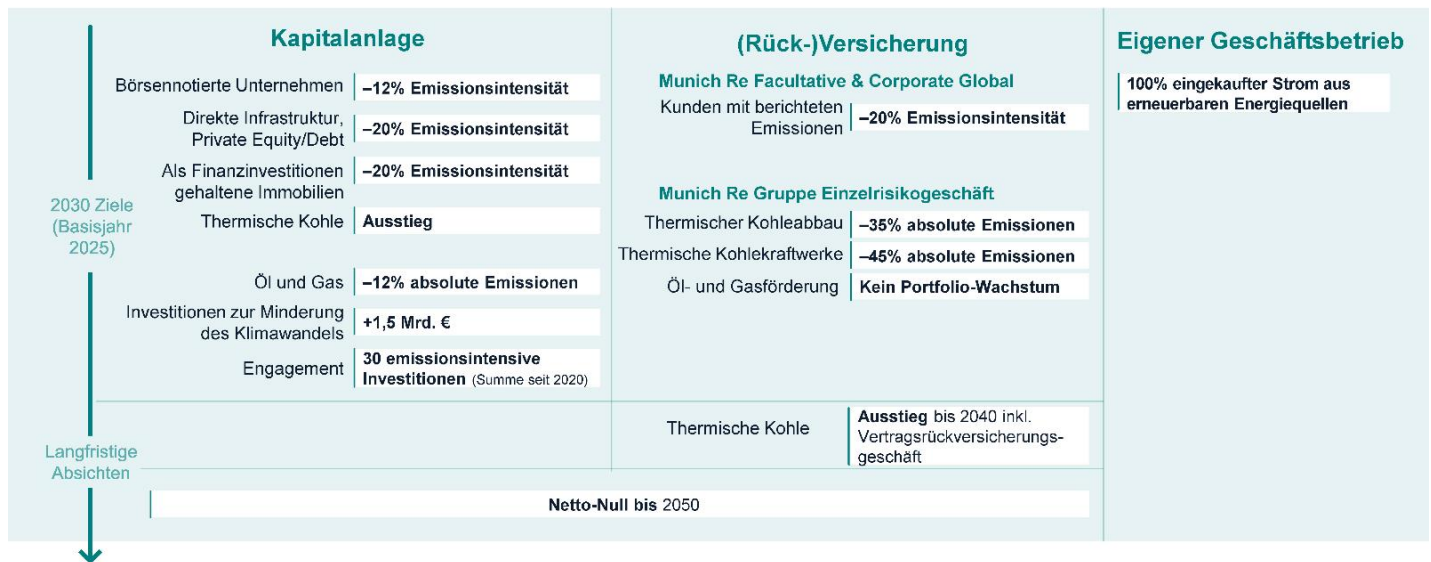 Kapitalanlage
Börsennotierte Unternehmen –12% Emissionsintensität
Direkte Infrastruktur,
Private Equity/Debt –20% Emissionsintensität
Als Finanzinvestitionen
gehaltene Immobilien –20% Emissionsintensität
Thermische Kohle Ausstieg
Öl und Gas –12% absolute Emissionen
Investitionen zur Minderung
des Klimawandels +1,5 Mrd. €
Engagement 30 emissionsintensive
Investitionen (Summe seit 2020)
(Rück-)Versicherung
Munich Re Facultative & Corporate Global
Kunden mit berichteten
Emissionen –20% Emissionsintensität
Munich Re Gruppe Einzelrisikogeschäft
Thermischer Kohleabbau –35% absolute Emissionen
Thermische Kohlekraftwerke –45% absolute Emissionen
Öl- und Gasförderung Kein Portfolio-Wachstum
Eigener Geschäftsbetrieb
100% eingekaufter Strom aus
erneuerbaren Energiequellen
2030 Ziele
(Basisjahr
2025)
Langfristige
Absichten
Thermische Kohle Ausstieg bis 2040 inkl.
Vertragsrückversicherungs-
geschäft
Netto-Null bis 2050